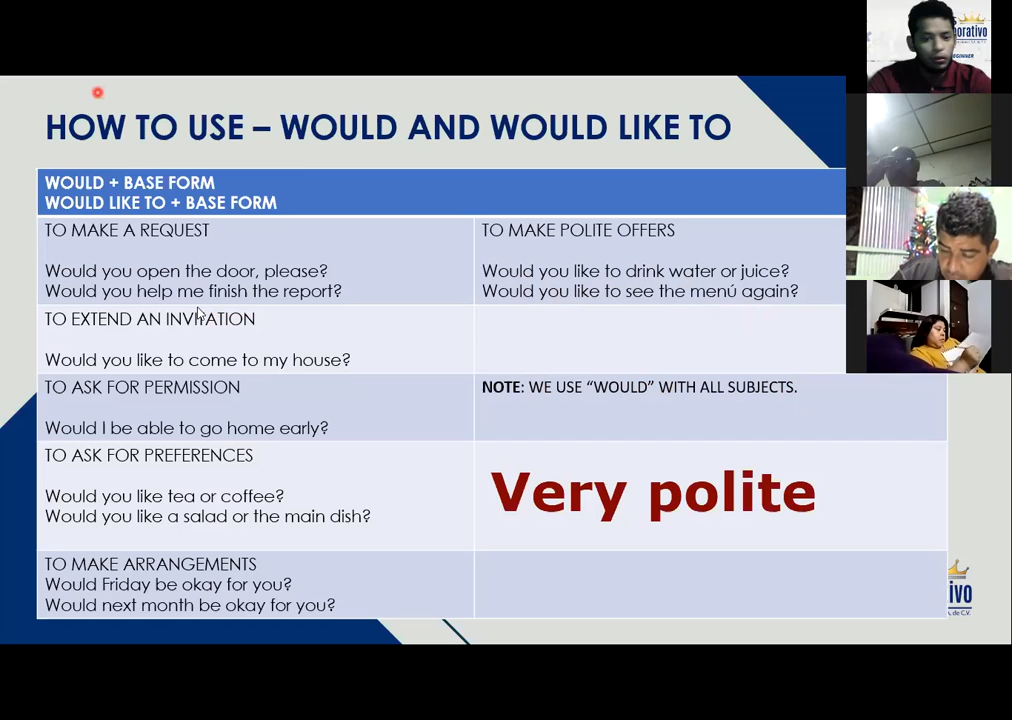 orativo
BEGINNER
HOW TO USE – WOULD AND WOULD LIKE TO
WOULD + BASE FORM
WOULD LIKE TO + BASE FORM
TO MAKE A REQUEST
Would you open the door, please?
Would you help me finish the report?
TO MAKE POLITE OFFERS
Would you like to drink water or juice?
Would you like to see the menú again?
TO EXTEND AN INVITATION
Would you like to come to my house?
TO ASK FOR PERMISSION
Would I be able to go home early?
NOTE: WE USE “WOULD” WITH ALL SUBJECTS.
TO ASK FOR PREFERENCES
Would you like tea or coffee?
Would you like a salad or the main dish?
Very polite
TO MAKE ARRANGEMENTS
Would Friday be okay for you?
Would next month be okay for you?
ivo
A. de C.V.